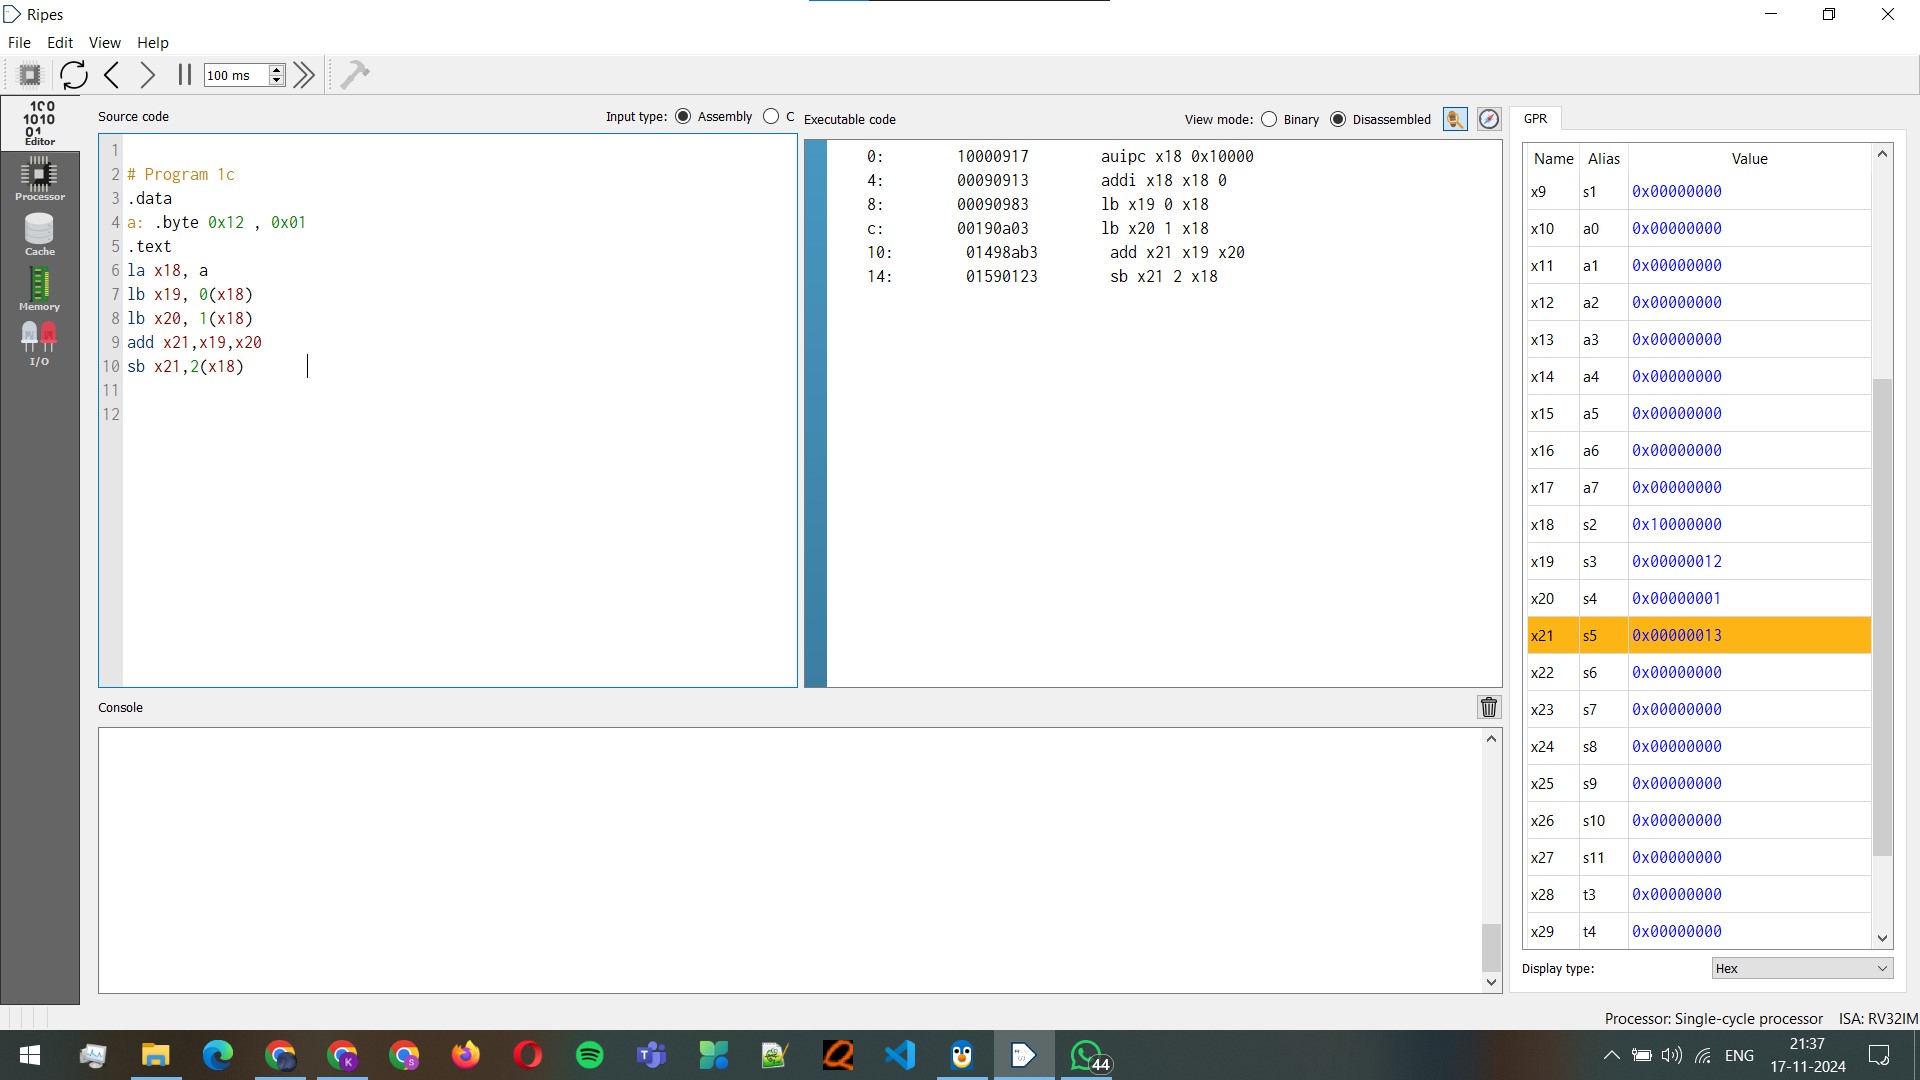 Ripes
File Edit View Help
100 ms
100
1010
01
Editor
Processor
Cache
Memory
I/O
Source code
Input type: Assembly C
1
2 # Program 1c
3 .data
4 a: .byte 0x12 , 0x01
5 .text
6 la x18, a
7 lb x19, 0(x18)
8 lb x20, 1(x18)
9 add x21,x19,x20
10 sb x21,2(x18)
11
12
Executable code
View mode: Binary Disassembled
0: 10000917 auipc x18 0x10000
4: 00090913 addi x18 x18 0
8: 00090983 lb x19 0 x18
c: 00190a03 lb x20 1 x18
10: 01498ab3 add x21 x19 x20
14: 01590123 sb x21 2 x18
Console
GPR
Name Alias Value
x9 s1 0x00000000
x10 a0 0x00000000
x11 a1 0x00000000
x12 a2 0x00000000
x13 a3 0x00000000
x14 a4 0x00000000
x15 a5 0x00000000
x16 a6 0x00000000
x17 a7 0x00000000
x18 s2 0x10000000
x19 s3 0x00000012
x20 s4 0x00000001
x21 s5 0x00000013
x22 s6 0x00000000
x23 s7 0x00000000
x24 s8 0x00000000
x25 s9 0x00000000
x26 s10 0x00000000
x27 s11 0x00000000
x28 t3 0x00000000
x29 t4 0x00000000
Display type: Hex
Processor: Single-cycle processor ISA: RV32IM
44
ENG
21:37
17-11-2024